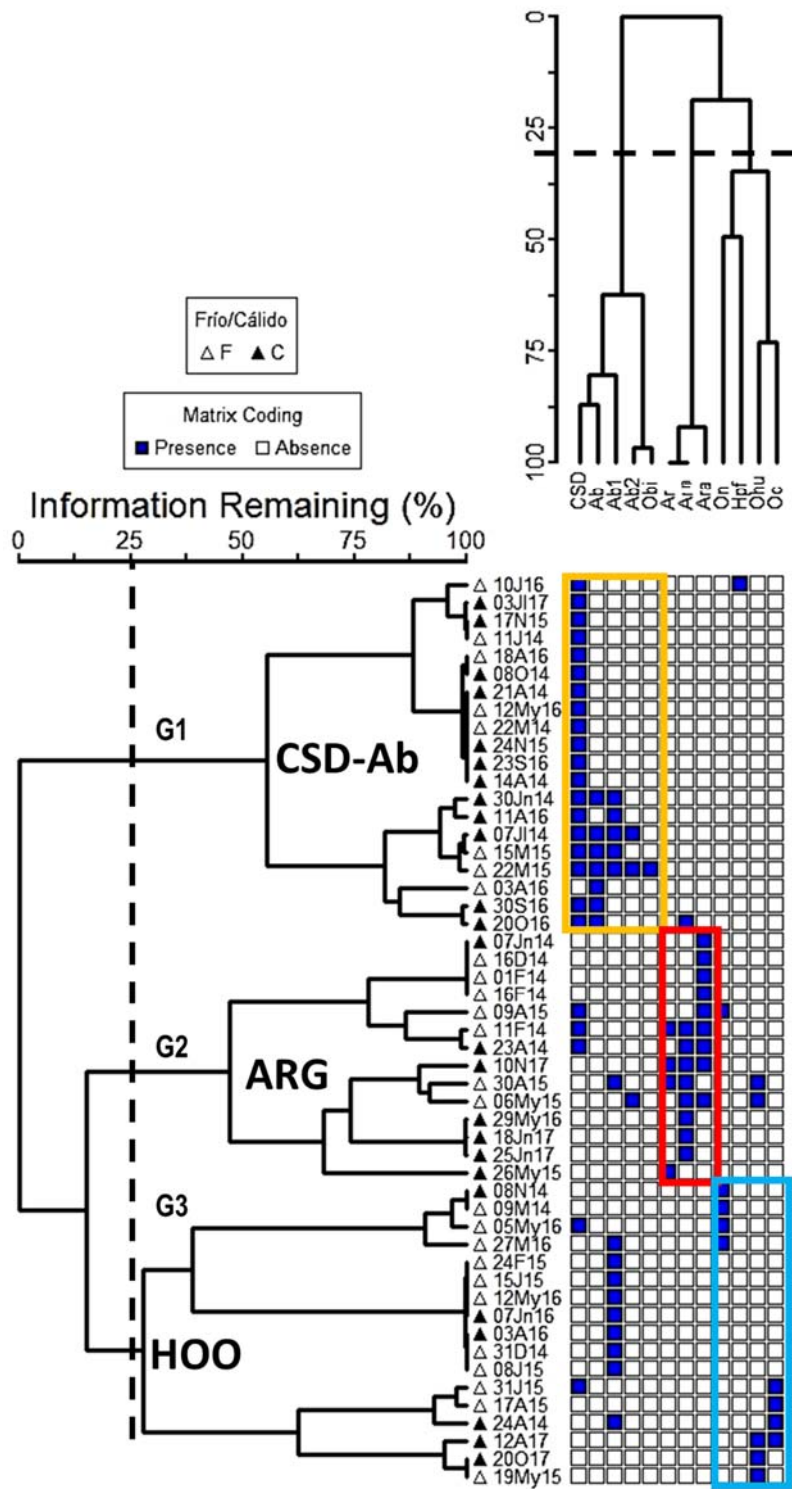 0
25
50
75
100
CSD
Ab
Ab1
Ab2
Obi
Ar
Arn
Ara
On
Hpf
Ohu
Oc
Frío/Cálido
△ F ▲ C
Matrix Coding
Presence Absence
Information Remaining (%)
0 25 50 75 100
G1
CSD-Ab
G2
ARG
G3
HOO
10J16
03Jl17
17N15
11J14
18A16
08O14
21A14
12My16
22M14
24N15
23S16
14A14
30Jn14
11A16
07Jl14
15M15
22M15
03A16
30S16
20O16
07Jn14
16D14
01F14
16F14
09A15
11F14
23A14
10N17
30A15
06My15
29My16
18Jn17
25Jn17
26My15
08N14
09M14
05My16
27M16
24F15
15J15
12My16
07Jn16
03A16
31D14
08J15
31J15
17A15
24A14
12A17
20O17
19My15